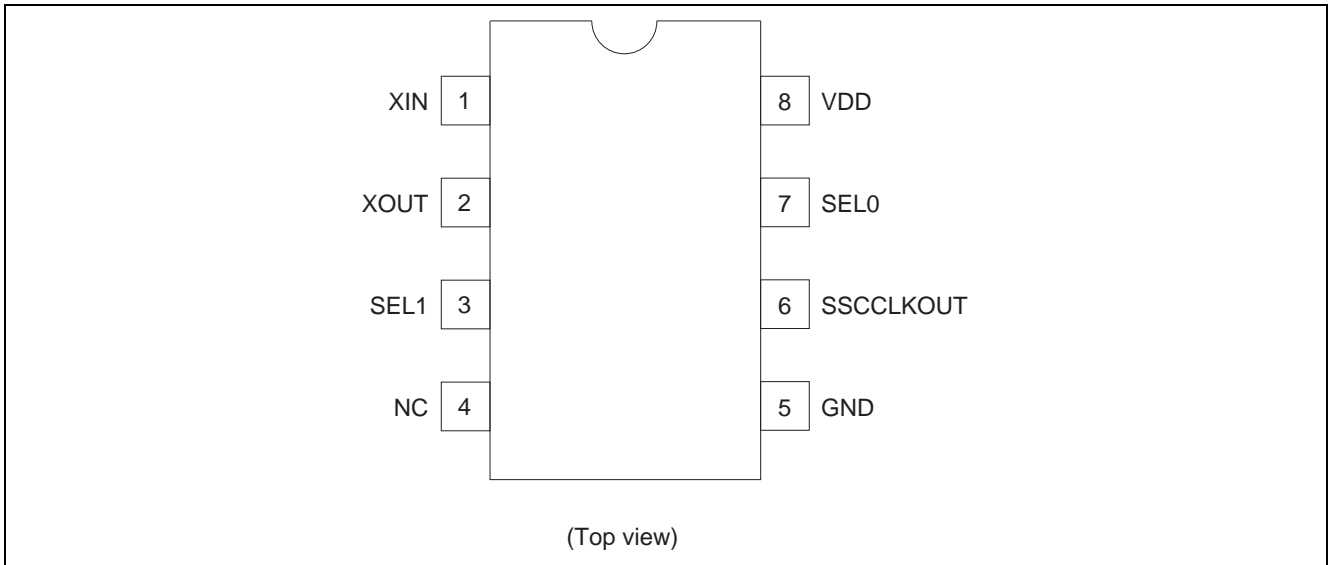 XIN 1 8 VDD
XOUT 2 7 SEL0
SEL1 3 6 SSCCLKOUT
NC 4 5 GND
(Top view)